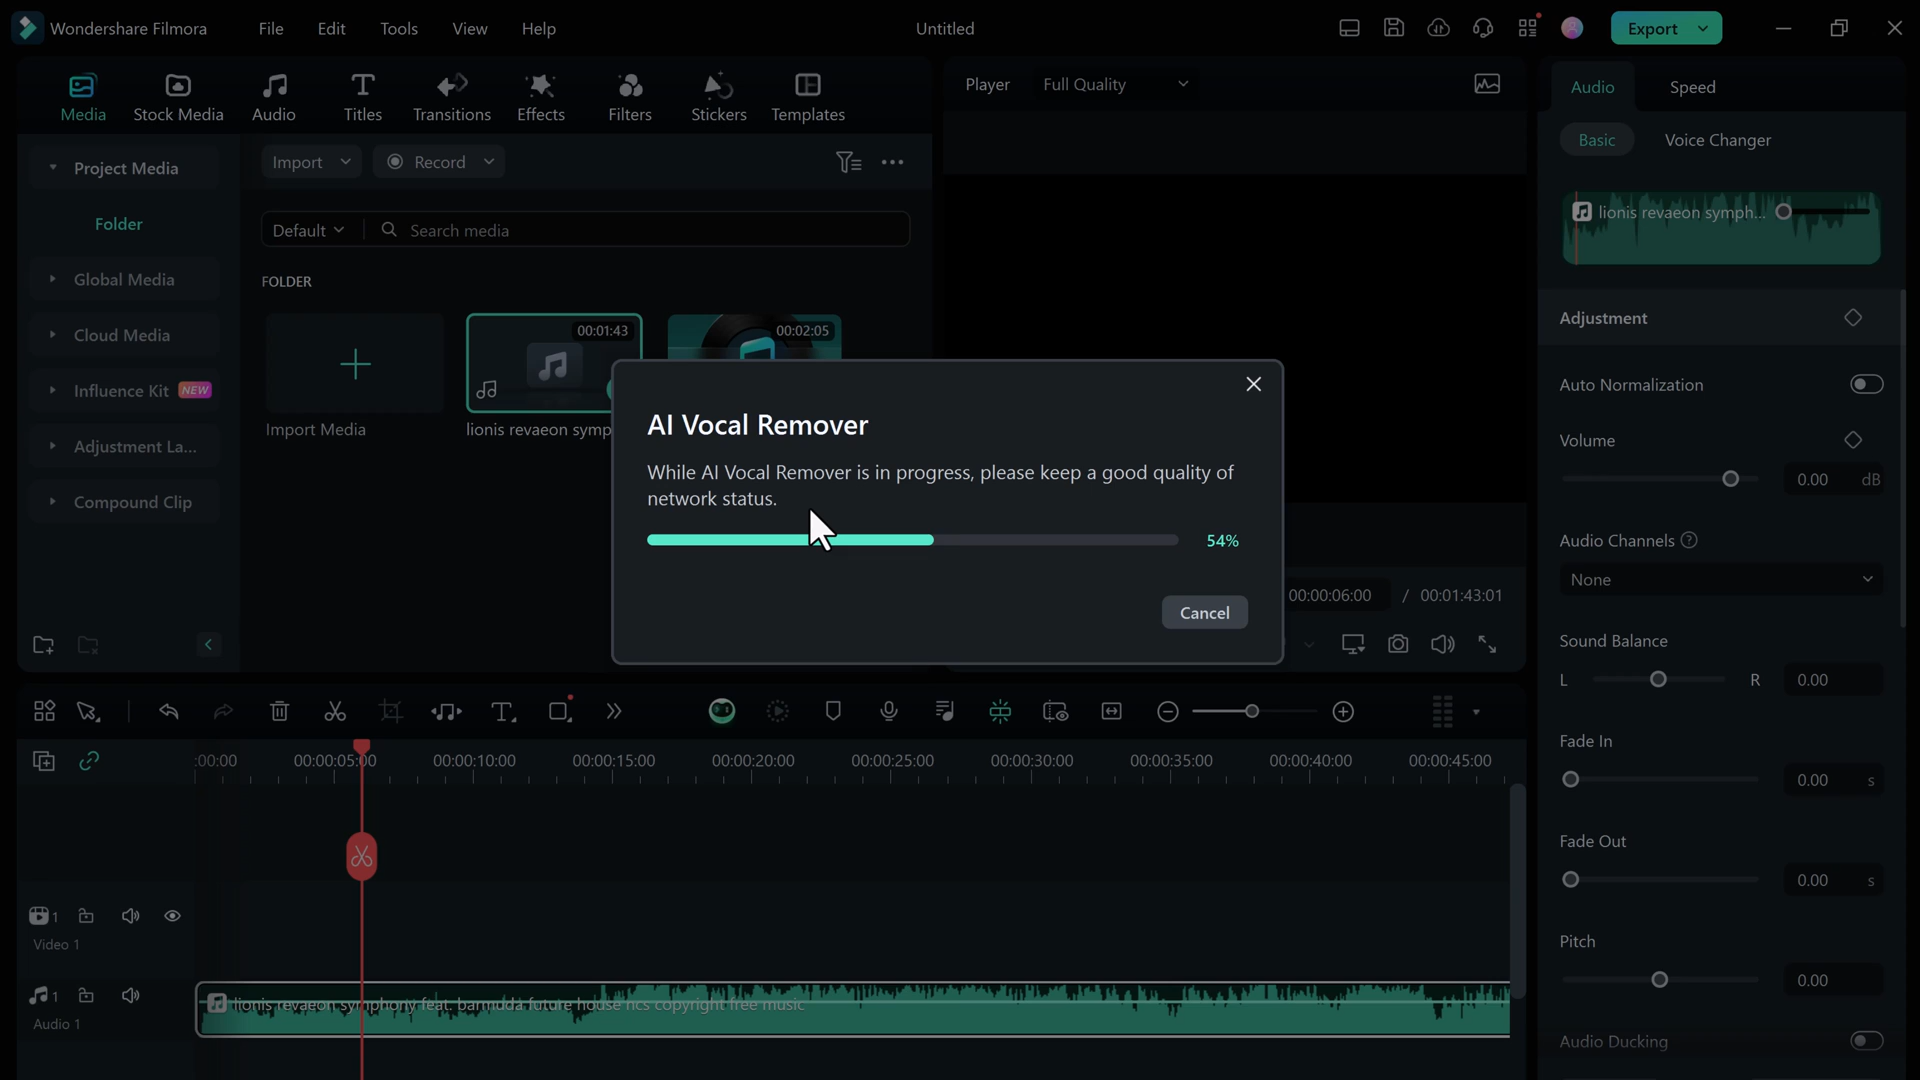 Wondershare Filmora
File
Edit
Tools
View
Help
Untitled
Export
Media
Stock Media
Audio
Titles
Transitions
Effects
Filters
Stickers
Templates
Player
Full Quality
Audio
Speed
Basic
Voice Changer
Project Media
Folder
Global Media
Cloud Media
Influence Kit
NEW
Adjustment La...
Compound Clip
Import
Record
Default
Search media
FOLDER
00:01:43
00:02:05
Import Media
lionis revaeon symp
AI Vocal Remover
While AI Vocal Remover is in progress, please keep a good quality of
network status.
54%
Cancel
00:00:06:00 / 00:01:43:01
lionis revaeon symph...
Adjustment
Auto Normalization
Volume
0.00 dB
Audio Channels
None
Sound Balance
L
R
0.00
Fade In
0.00 s
Fade Out
0.00 s
Pitch
0.00
Audio Ducking
:00:00
00:00:05:00
00:00:10:00
00:00:15:00
00:00:20:00
00:00:25:00
00:00:30:00
00:00:35:00
00:00:40:00
00:00:45:00
1
Video 1
1
Audio 1
lionis revaeon symphony feat. barmuda future house ncs copyright free music